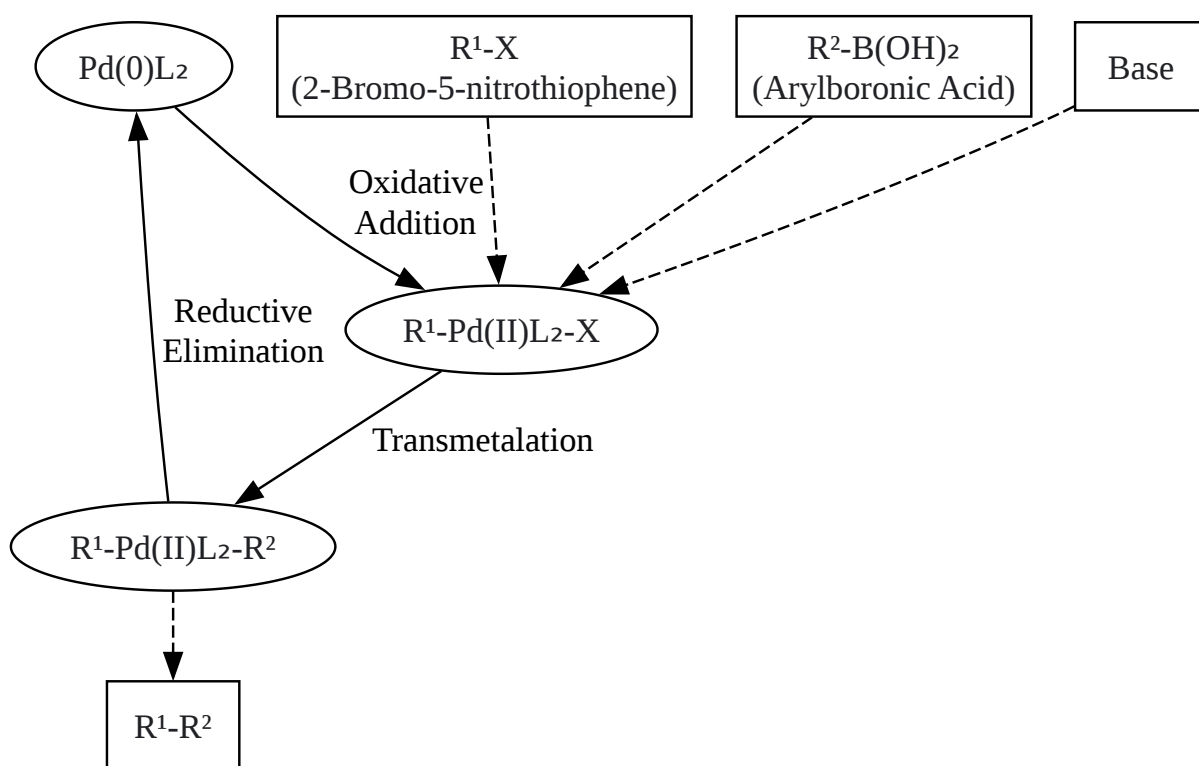 Pd(0)L₂
R¹-X
(2-Bromo-5-nitrothiophene)
R²-B(OH)₂
(Arylboronic Acid)
Base
Oxidative
Addition
Reductive
Elimination
R¹-Pd(II)L₂-X
Transmetalation
R¹-Pd(II)L₂-R²
R¹-R²